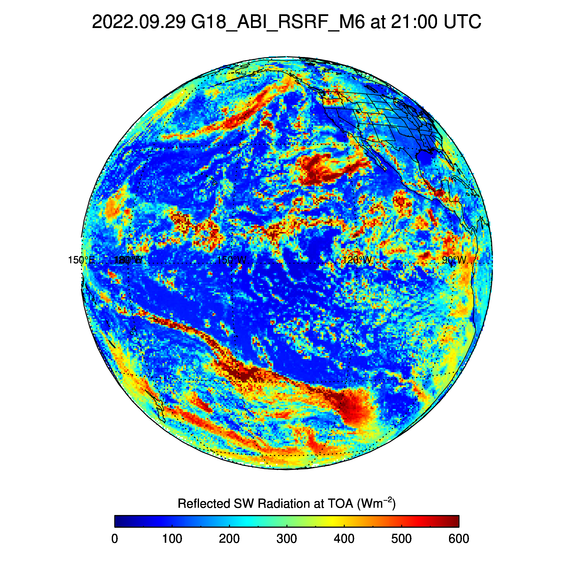 2022.09.29 G18_ABI_RSRF_M6 at 21:00 UTC
120°W
90°W
Reflected SW Radiation at TOA (Wm⁻²)
0 100 200 300 400 500 600